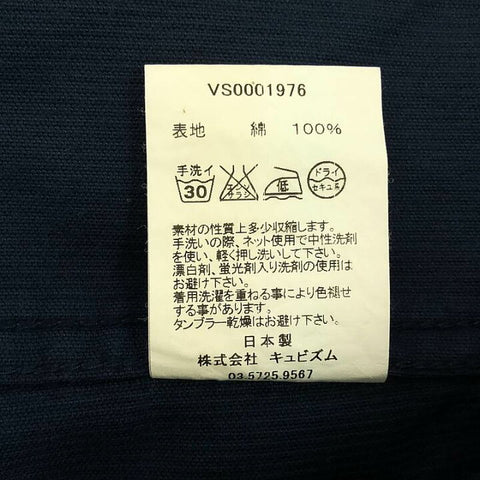 VS0001976
表地 綿 100%
手洗イ 30 エンソサラシ 低 ドライ セキユ系
素材の性質上多少収縮します。
手洗いの際、ネット使用で中性洗剤
を使い、軽く押し洗いして下さい。
漂白剤、蛍光剤入り洗剤の使用は
お避け下さい。
着用洗濯を重ねる事により色褪せ
する事があります。
タンブラー乾燥はお避け下さい。
日本製
株式会社 キュビズム
03.5725.9567